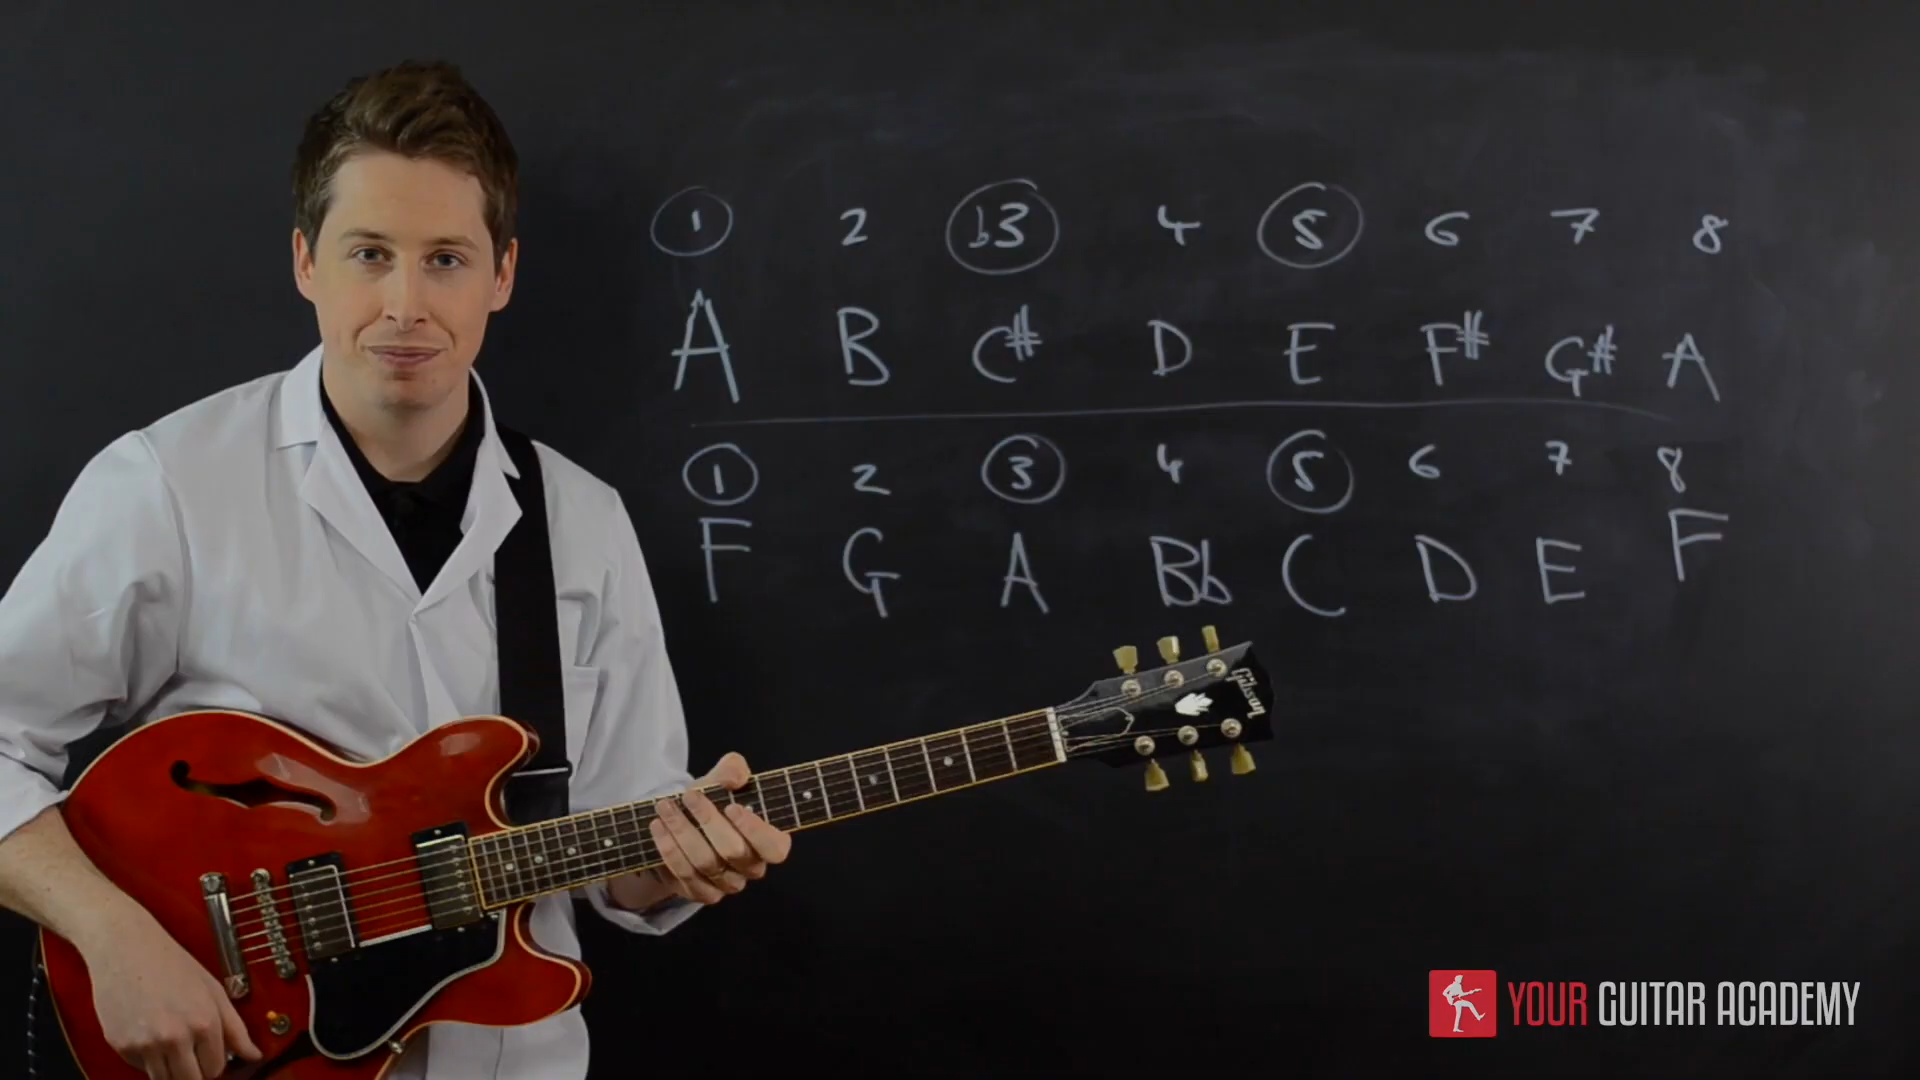 1 2 b3 4 5 6 7 8
A B C# D E F# G# A
1 2 3 4 5 6 7 8
F G A Bb C D E F
Gibson
YOUR GUITAR ACADEMY